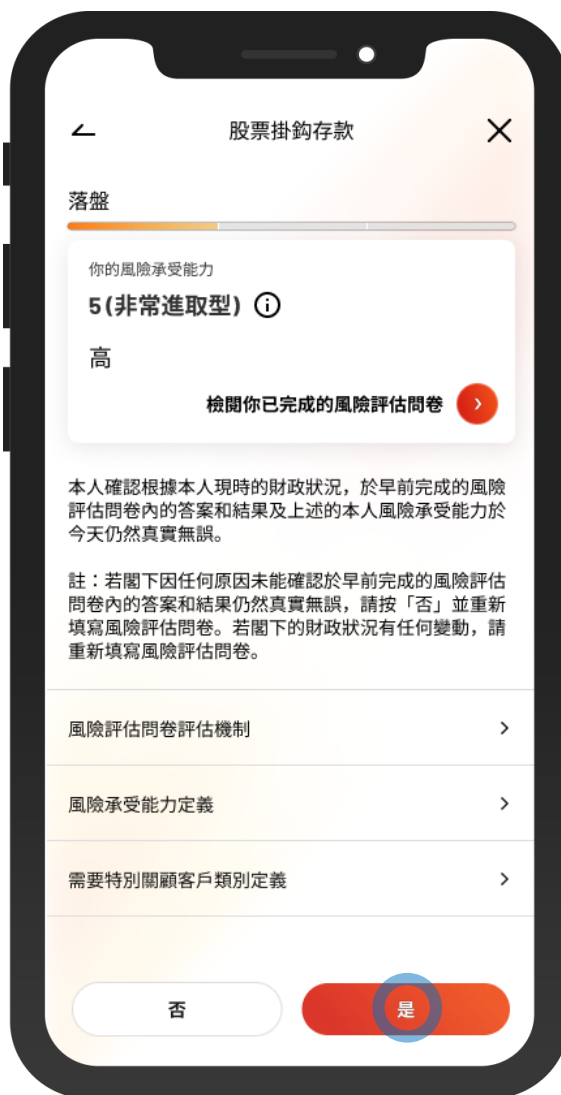 股票掛鈎存款
落盤
你的風險承受能力
5(非常進取型)
高
檢閱你已完成的風險評估問卷
本人確認根據本人現時的財政狀況，於早前完成的風險
評估問卷內的答案和結果及上述的本人風險承受能力於
今天仍然真實無誤。
註：若閣下因任何原因未能確認於早前完成的風險評估
問卷內的答案和結果仍然真實無誤，請按「否」並重新
填寫風險評估問卷。若閣下的財政狀況有任何變動，請
重新填寫風險評估問卷。
風險評估問卷評估機制
風險承受能力定義
需要特別關顧客戶類別定義
否
是